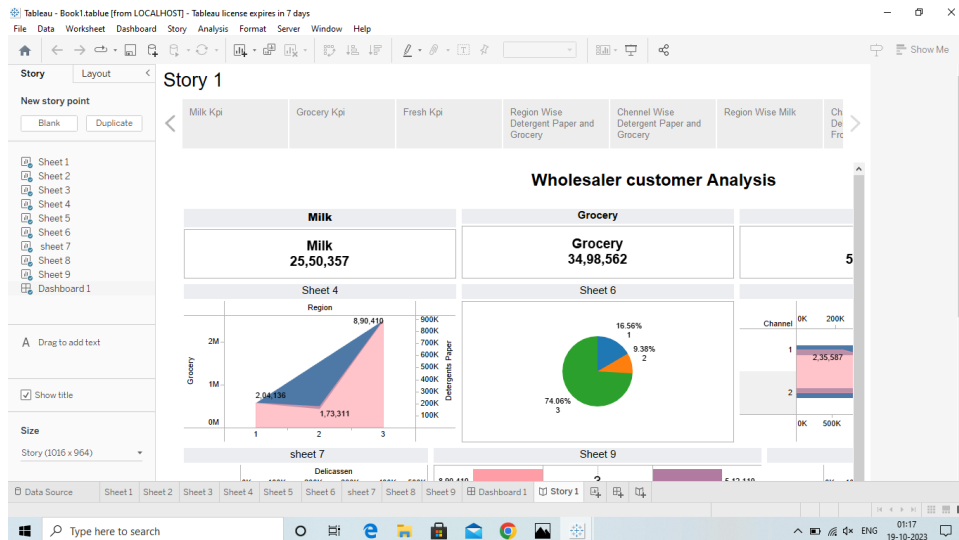 Tableau - Book1.tablue [from LOCALHOST] - Tableau license expires in 7 days
File Data Worksheet Dashboard Story Analysis Format Server Window Help
Show Me
Story Layout
New story point
Blank Duplicate
Sheet 1
Sheet 2
Sheet 3
Sheet 4
Sheet 5
Sheet 6
sheet 7
Sheet 8
Sheet 9
Dashboard 1
A Drag to add text
Show title
Size
Story (1016 x 964)
Story 1
Milk Kpi
Grocery Kpi
Fresh Kpi
Region Wise
Detergent Paper and
Grocery
Chennel Wise
Detergent Paper and
Grocery
Region Wise Milk
Wholesaler customer Analysis
Milk
Milk
25,50,357
Grocery
Grocery
34,98,562
5
Sheet 4
Region
Grocery
2M
1M
0M
8,90,410
2,04,136
1,73,311
1 2 3
900K
800K
700K
600K
500K
400K
300K
200K
100K
Detergents Paper
Sheet 6
16.56%
1
9.38%
2
74.06%
3
Channel
0K 200K
1
2,35,587
2
0K 500K
sheet 7
Delicassen
Sheet 9
Data Source Sheet 1 Sheet 2 Sheet 3 Sheet 4 Sheet 5 Sheet 6 sheet 7 Sheet 8 Sheet 9 Dashboard 1 Story 1
Type here to search
ENG
01:17
19-10-2023